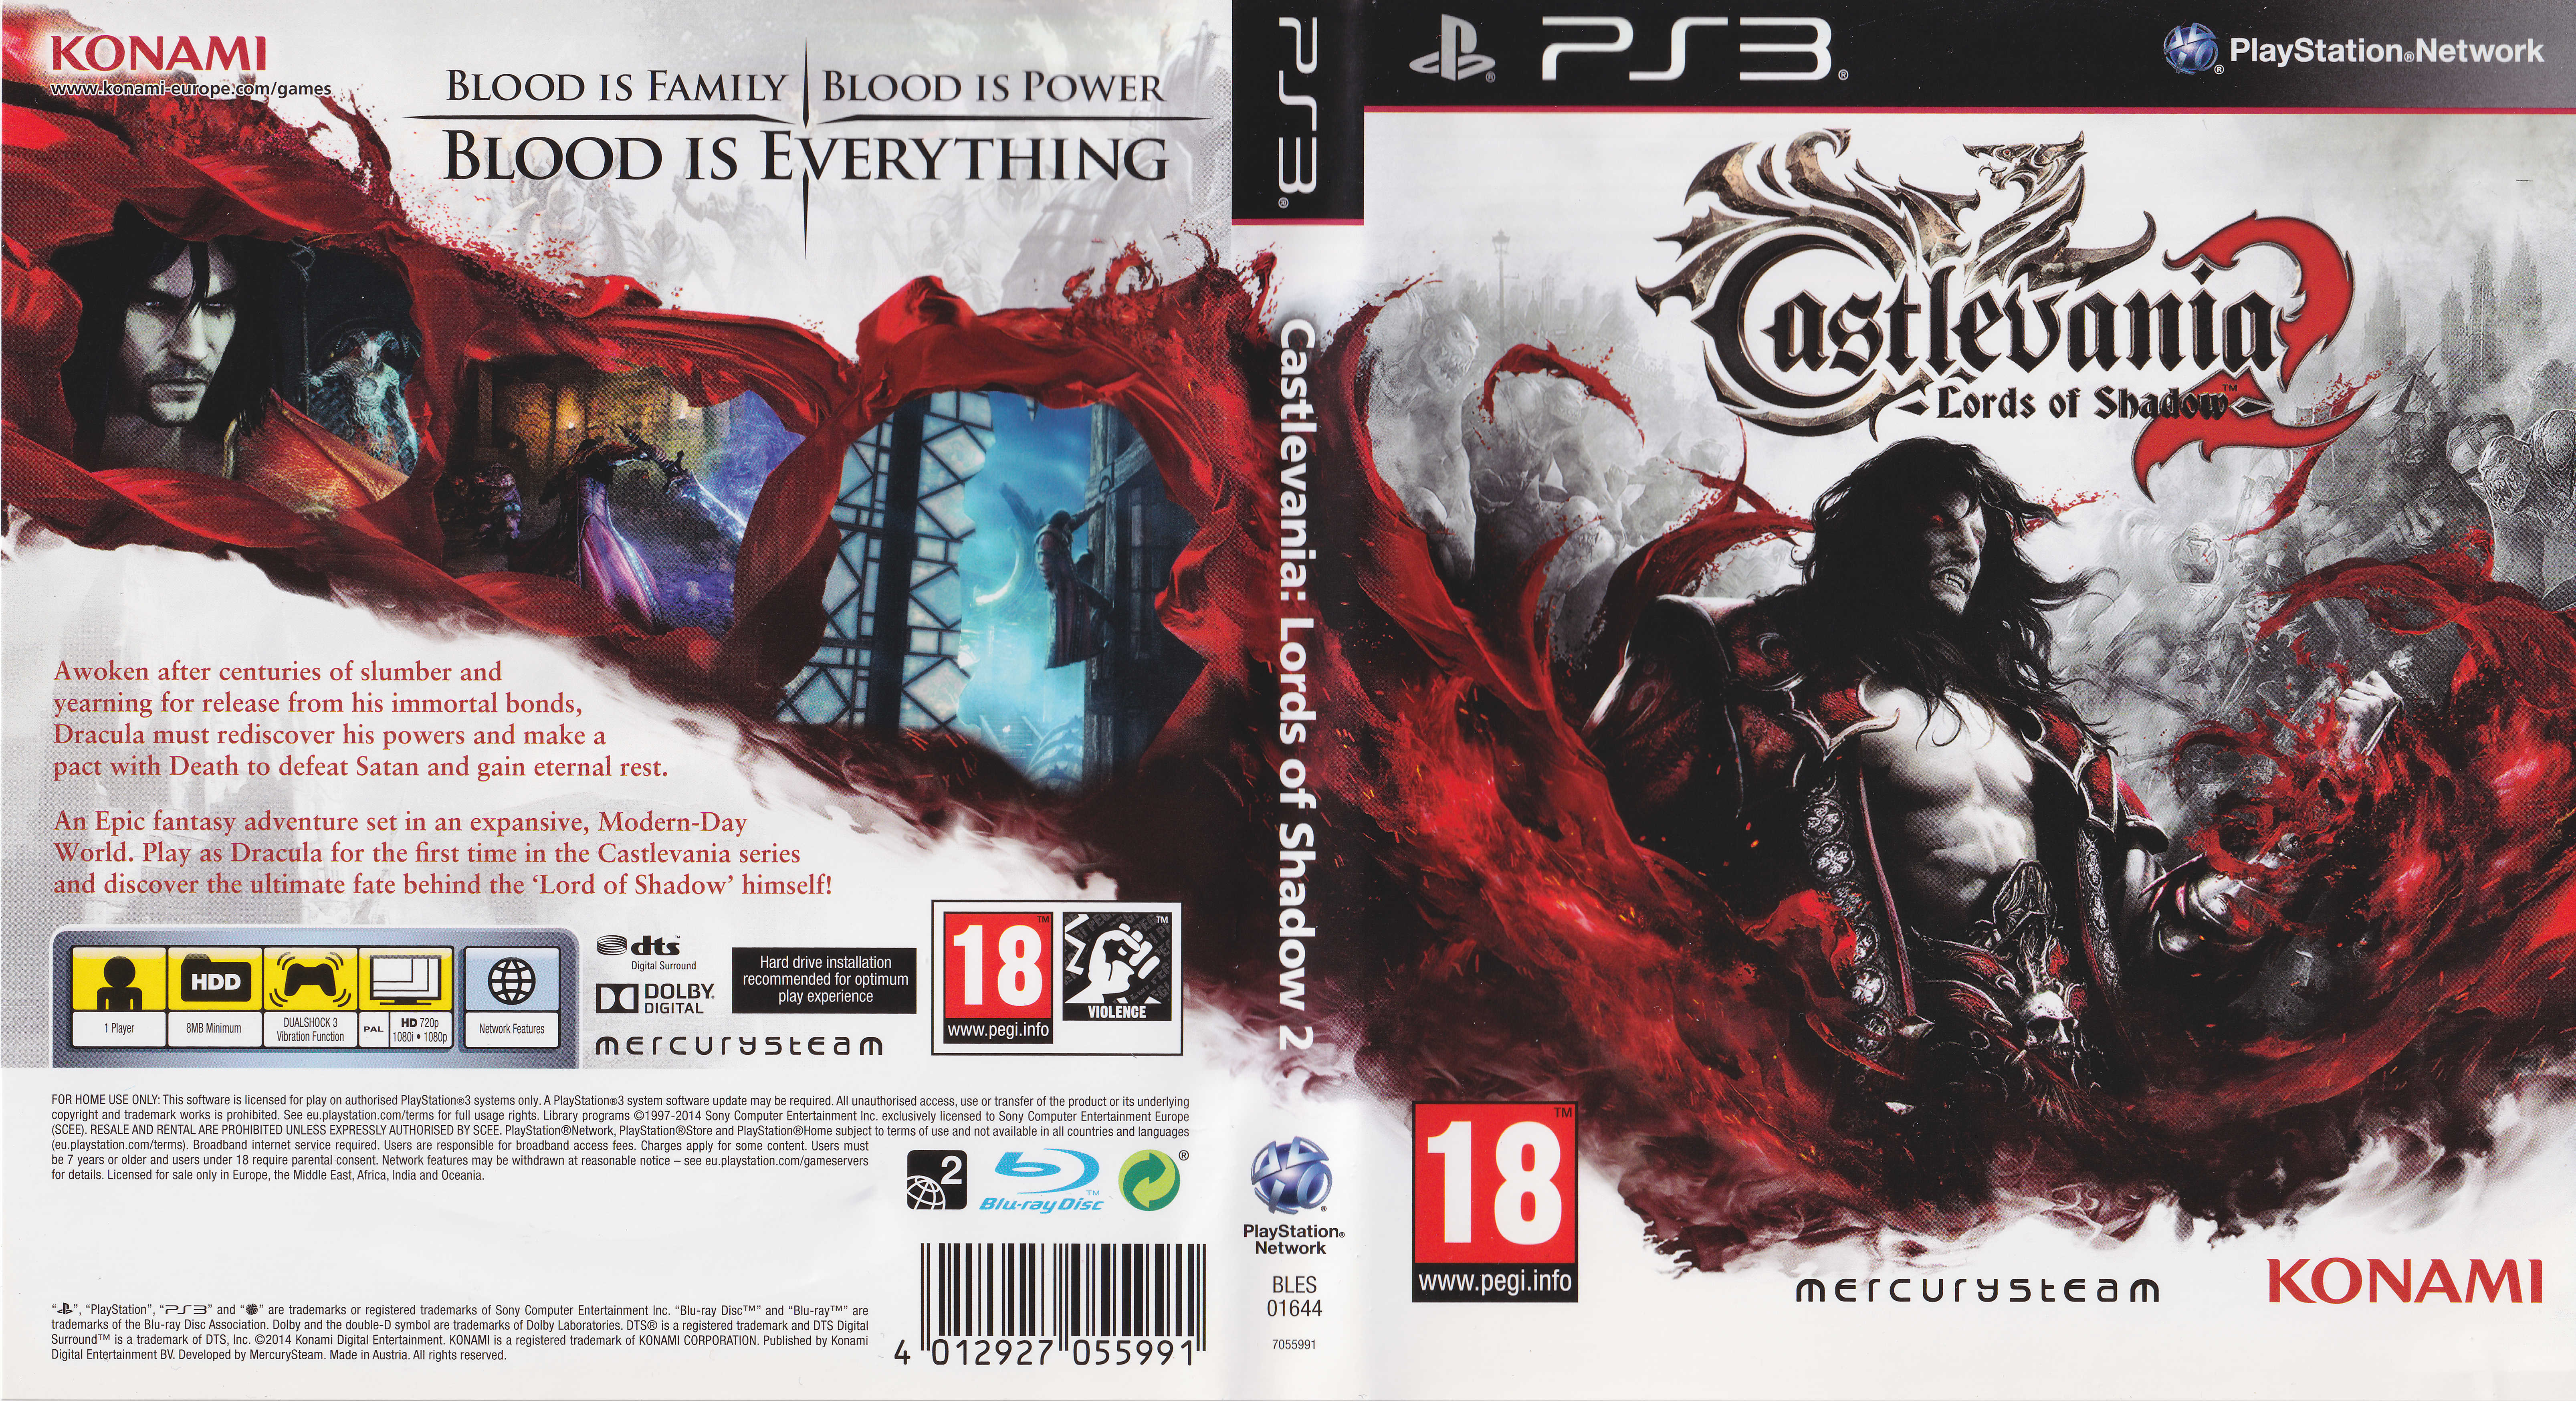 KONAMI
www.konami-europe.com/games
BLOOD IS FAMILY BLOOD IS POWER
BLOOD IS EVERYTHING
Awoken after centuries of slumber and
yearning for release from his immortal bonds,
Dracula must rediscover his powers and make a
pact with Death to defeat Satan and gain eternal rest.
An Epic fantasy adventure set in an expansive, Modern-Day
World. Play as Dracula for the first time in the Castlevania series
and discover the ultimate fate behind the ‘Lord of Shadow’ himself!
HDD
1 Player
8MB Minimum
DUALSHOCK 3
Vibration Function
PAL
HD 720p
1080i • 1080p
Network Features
dts™
Digital Surround
DOLBY®
DIGITAL
mercurysteam
Hard drive installation
recommended for optimum
play experience
18™
www.pegi.info
™
VIOLENCE
FOR HOME USE ONLY: This software is licensed for play on authorised PlayStation®3 systems only. A PlayStation®3 system software update may be required. All unauthorised access, use or transfer of the product or its underlying
copyright and trademark works is prohibited. See eu.playstation.com/terms for full usage rights. Library programs ©1997-2014 Sony Computer Entertainment Inc. exclusively licensed to Sony Computer Entertainment Europe
(SCEE). RESALE AND RENTAL ARE PROHIBITED UNLESS EXPRESSLY AUTHORISED BY SCEE. PlayStation®Network, PlayStation®Store and PlayStation®Home subject to terms of use and not available in all countries and languages
(eu.playstation.com/terms). Broadband internet service required. Users are responsible for broadband access fees. Charges apply for some content. Users must
be 7 years or older and users under 18 require parental consent. Network features may be withdrawn at reasonable notice – see eu.playstation.com/gameservers
for details. Licensed for sale only in Europe, the Middle East, Africa, India and Oceania.
2
Blu-ray Disc™
®
“ ”, “PlayStation”, “PS3” and “ ” are trademarks or registered trademarks of Sony Computer Entertainment Inc. “Blu-ray Disc™” and “Blu-ray™” are
trademarks of the Blu-ray Disc Association. Dolby and the double-D symbol are trademarks of Dolby Laboratories. DTS® is a registered trademark and DTS Digital
Surround™ is a trademark of DTS, Inc. ©2014 Konami Digital Entertainment. KONAMI is a registered trademark of KONAMI CORPORATION. Published by Konami
Digital Entertainment BV. Developed by MercurySteam. Made in Austria. All rights reserved.
4 012927 055991
PS3®
Castlevania: Lords of Shadow 2
PlayStation®
Network
BLES
01644
7055991
PS3®
PlayStation®Network
Castlevania 2
Lords of Shadow™
18™
www.pegi.info
mercurysteam
KONAMI